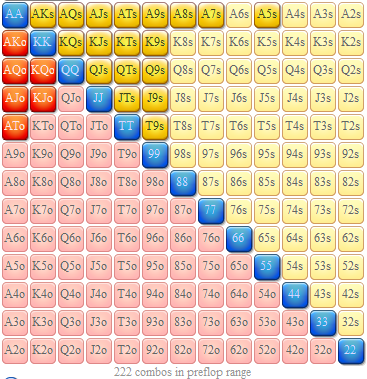 AA AKs AQs AJs ATs A9s A8s A7s A6s A5s A4s A3s A2s
AKo KK KQs KJs KTs K9s K8s K7s K6s K5s K4s K3s K2s
AQo KQo QQ QJs QTs Q9s Q8s Q7s Q6s Q5s Q4s Q3s Q2s
AJo KJo QJo JJ JTs J9s J8s J7s J6s J5s J4s J3s J2s
ATo KTo QTo JTo TT T9s T8s T7s T6s T5s T4s T3s T2s
A9o K9o Q9o J9o T9o 99 98s 97s 96s 95s 94s 93s 92s
A8o K8o Q8o J8o T8o 98o 88 87s 86s 85s 84s 83s 82s
A7o K7o Q7o J7o T7o 97o 87o 77 76s 75s 74s 73s 72s
A6o K6o Q6o J6o T6o 96o 86o 76o 66 65s 64s 63s 62s
A5o K5o Q5o J5o T5o 95o 85o 75o 65o 55 54s 53s 52s
A4o K4o Q4o J4o T4o 94o 84o 74o 64o 54o 44 43s 42s
A3o K3o Q3o J3o T3o 93o 83o 73o 63o 53o 43o 33 32s
A2o K2o Q2o J2o T2o 92o 82o 72o 62o 52o 42o 32o 22
222 combos in preflop range